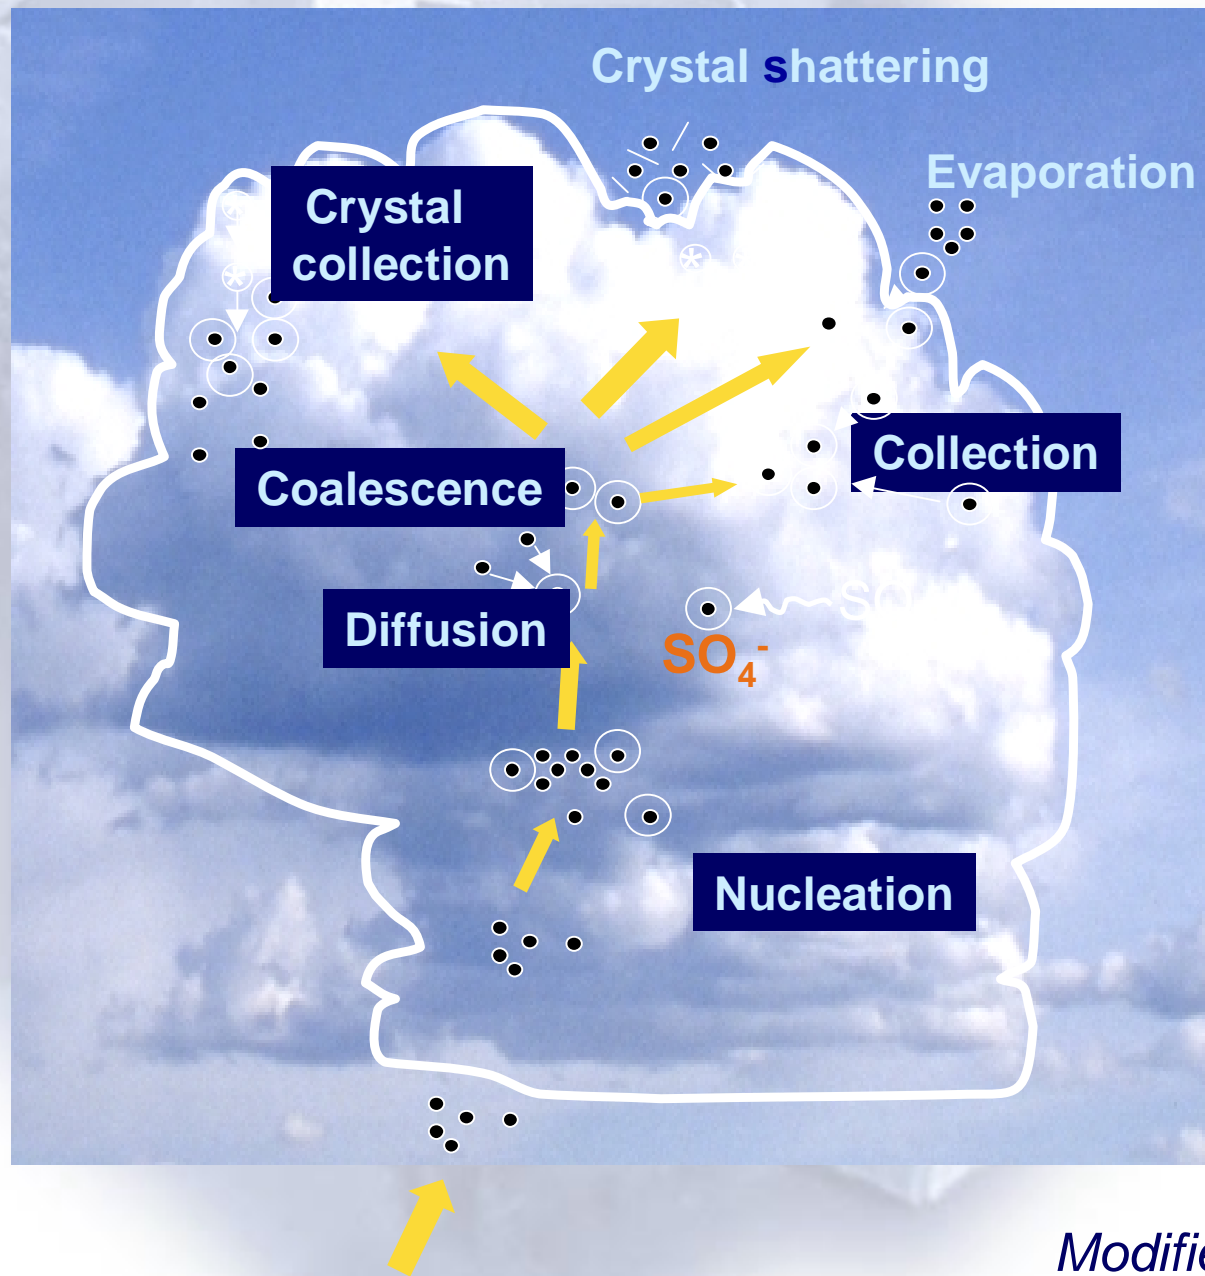 Crystal shattering
Evaporation
Crystal
collection
Collection
Coalescence
Diffusion
SO₄⁻
Nucleation